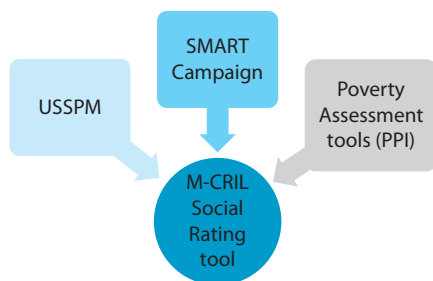 USSPM
SMART
Campaign
Poverty
Assessment
tools (PPI)
M-CRIL
Social
Rating
tool